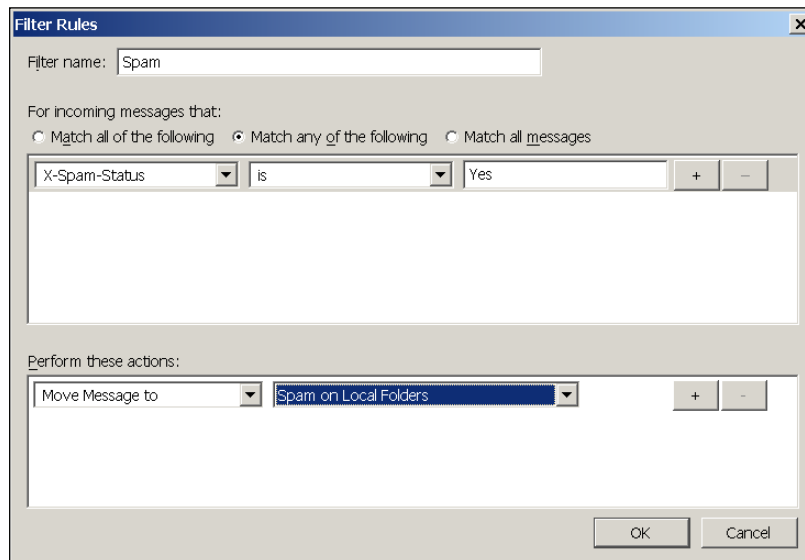 Filter Rules
Filter name: Spam
For incoming messages that:
Match all of the following Match any of the following Match all messages
X-Spam-Status is Yes + –
Perform these actions:
Move Message to Spam on Local Folders + -
OK Cancel